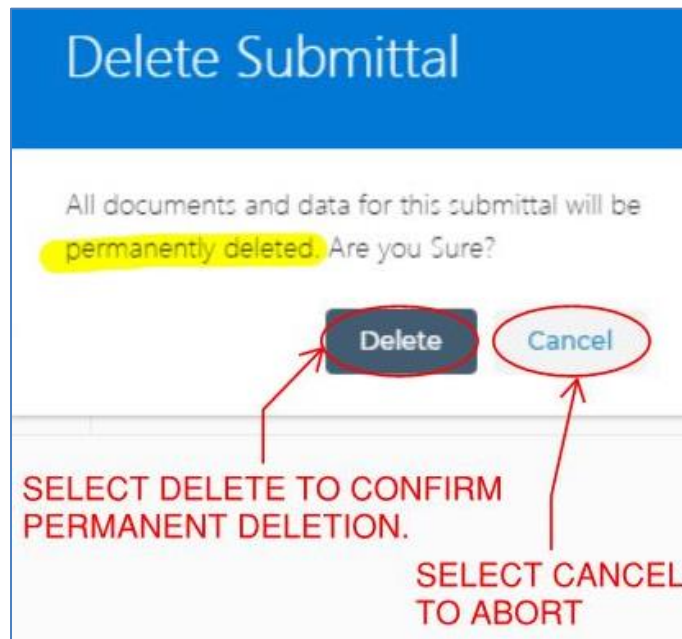 Delete Submittal
All documents and data for this submittal will be
permanently deleted. Are you Sure?
Delete
Cancel
SELECT DELETE TO CONFIRM
PERMANENT DELETION.
SELECT CANCEL
TO ABORT